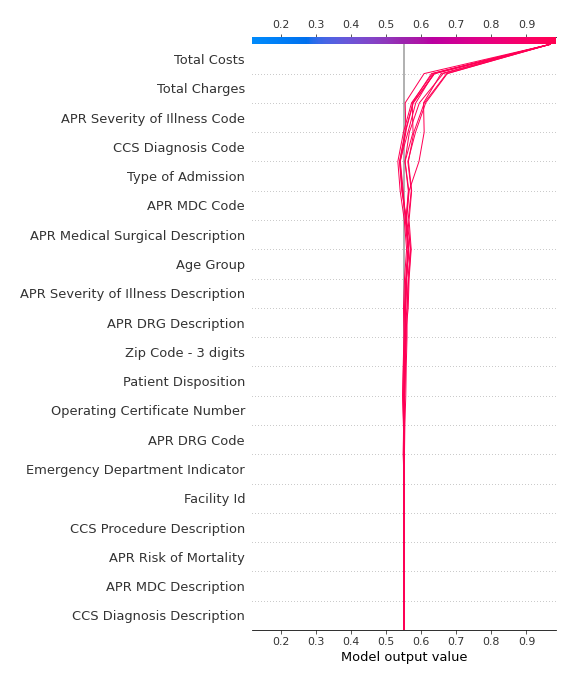 0.2 0.3 0.4 0.5 0.6 0.7 0.8 0.9
Total Costs
Total Charges
APR Severity of Illness Code
CCS Diagnosis Code
Type of Admission
APR MDC Code
APR Medical Surgical Description
Age Group
APR Severity of Illness Description
APR DRG Description
Zip Code - 3 digits
Patient Disposition
Operating Certificate Number
APR DRG Code
Emergency Department Indicator
Facility Id
CCS Procedure Description
APR Risk of Mortality
APR MDC Description
CCS Diagnosis Description
0.2 0.3 0.4 0.5 0.6 0.7 0.8 0.9
Model output value